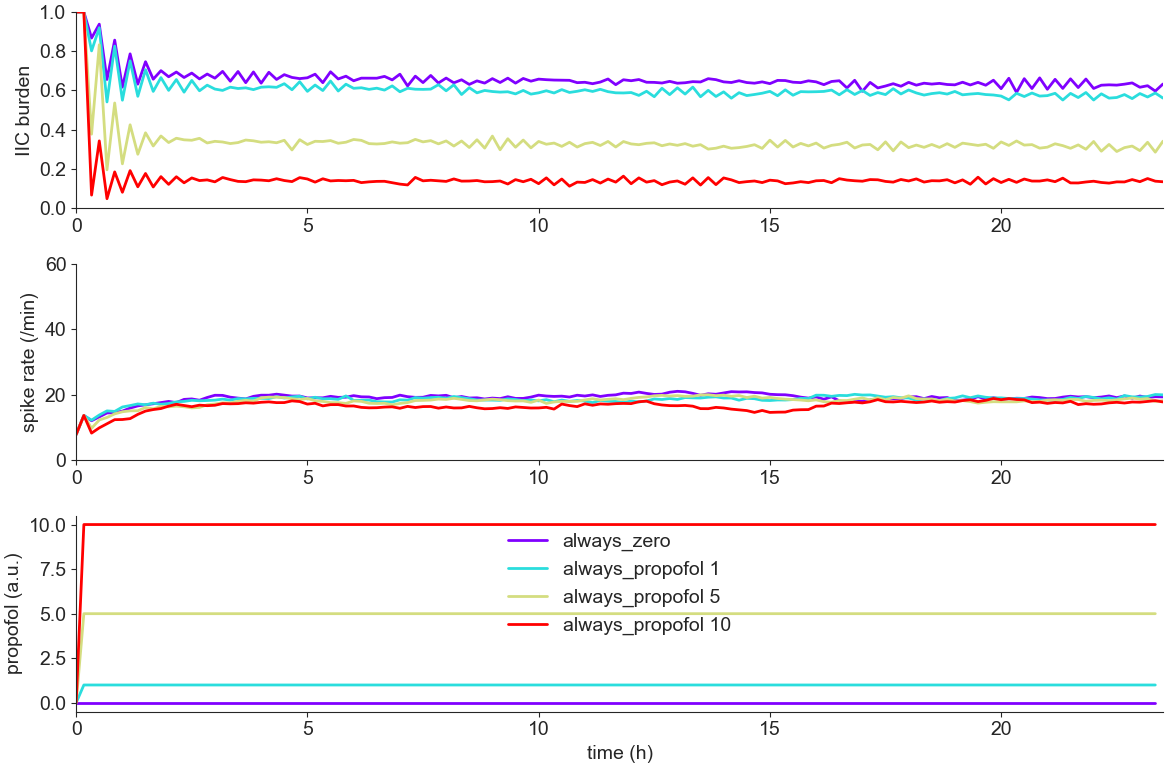 IIC burden
1.0
0.8
0.6
0.4
0.2
0.0
0 5 10 15 20
spike rate (/min)
60
40
20
0
0 5 10 15 20
propofol (a.u.)
10.0
7.5
5.0
2.5
0.0
always_zero
always_propofol 1
always_propofol 5
always_propofol 10
0 5 10 15 20
time (h)